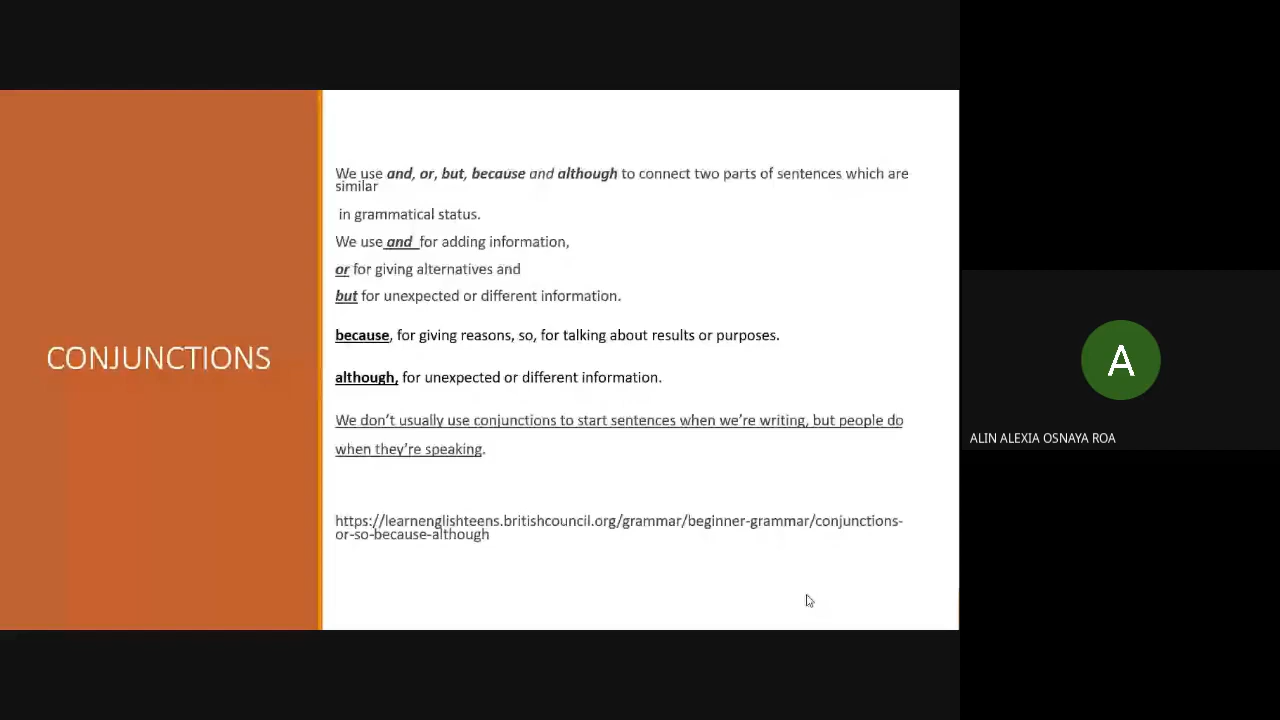 CONJUNCTIONS
We use and, or, but, because and although to connect two parts of sentences which are
similar
in grammatical status.
We use and for adding information,
or for giving alternatives and
but for unexpected or different information.
because, for giving reasons, so, for talking about results or purposes.
although, for unexpected or different information.
We don’t usually use conjunctions to start sentences when we’re writing, but people do
when they’re speaking.
https://learnenglishteens.britishcouncil.org/grammar/beginner-grammar/conjunctions-
or-so-because-although
A
ALIN ALEXIA OSNAYA ROA